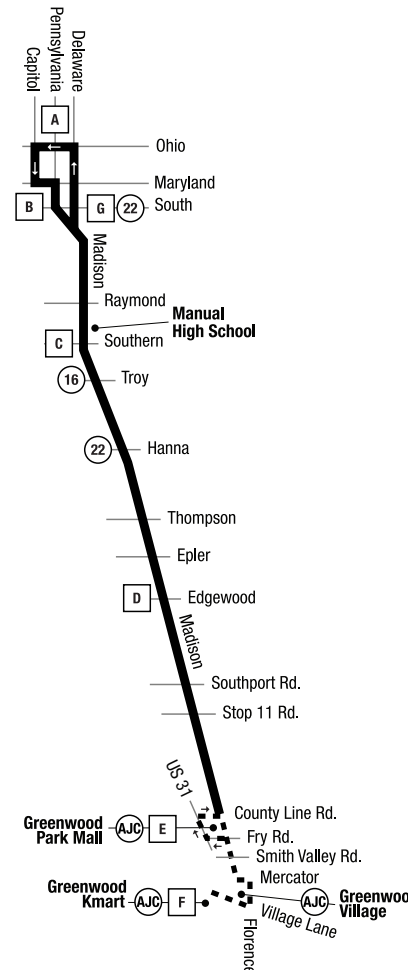 Capitol
Pennsylvania
Delaware
A
Ohio
Maryland
B
G
22
South
Madison
Raymond
Manual
High School
C
Southern
16
Troy
22
Hanna
Thompson
Epler
D
Edgewood
Madison
Southport Rd.
Stop 11 Rd.
US 31
County Line Rd.
Greenwood
Park Mall
AJC
E
Fry Rd.
Smith Valley Rd.
Mercator
Greenwood
Kmart
AJC
F
AJC
Greenwoo
Village
Village Lane
Florence